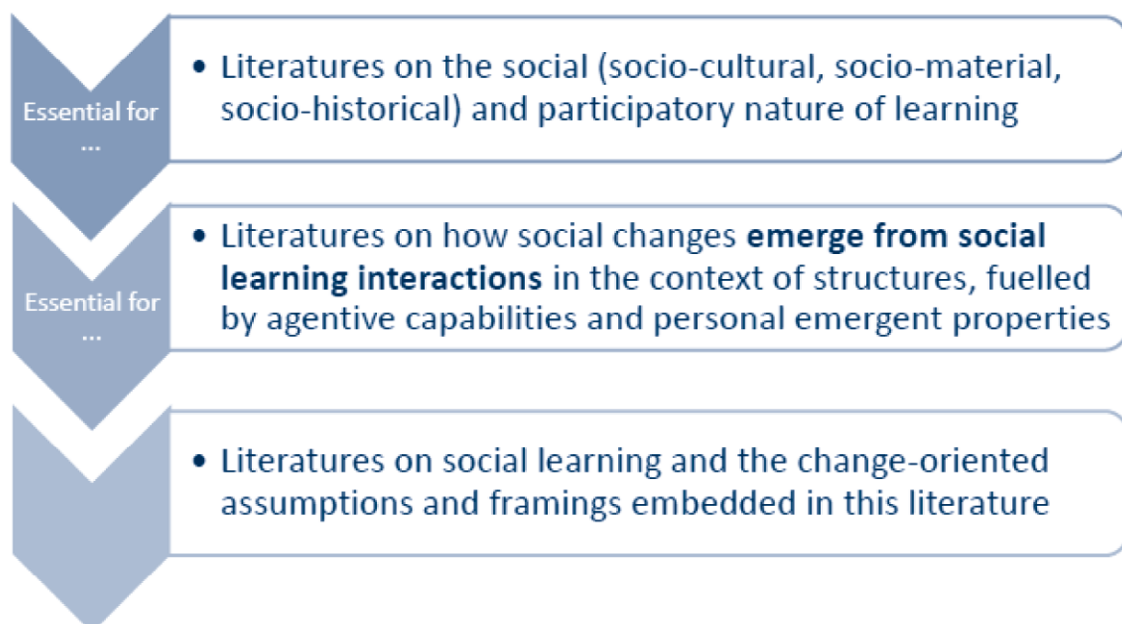 Essential for
...
• Literatures on the social (socio-cultural, socio-material,
socio-historical) and participatory nature of learning
Essential for
...
• Literatures on how social changes emerge from social
learning interactions in the context of structures, fuelled
by agentive capabilities and personal emergent properties
• Literatures on social learning and the change-oriented
assumptions and framings embedded in this literature